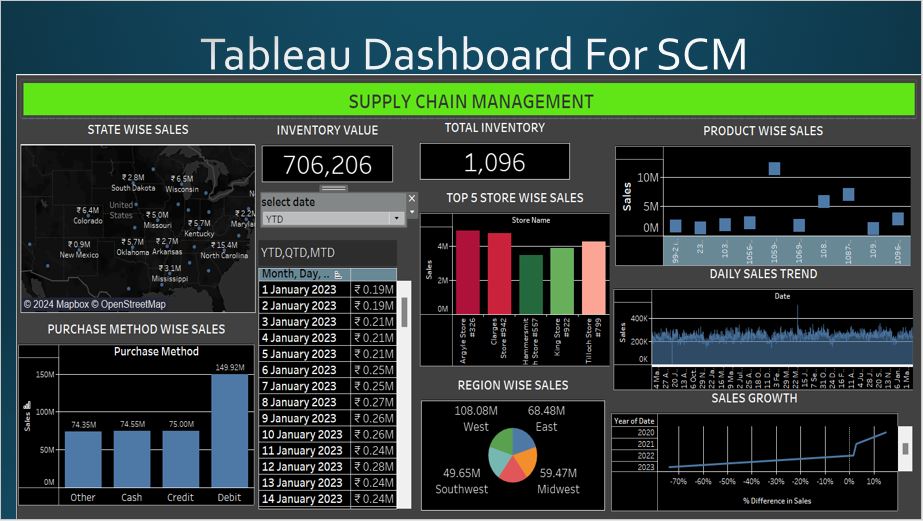 Tableau Dashboard For SCM
SUPPLY CHAIN MANAGEMENT
STATE WISE SALES
₹ 2.8M
South Dakota
₹ 6.5M
Wisconsin
₹ 6.4M
Colorado
United
States
₹ 5.0M
Missouri
₹ 5.7M
Kentucky
₹ 2.2M
Maryla
₹ 0.9M
New Mexico
₹ 5.7M
Oklahoma
₹ 2.7M
Arkansas
₹ 15.4M
North Carolina
₹ 3.1M
Mississippi
© 2024 Mapbox © OpenStreetMap
INVENTORY VALUE
706,206
TOTAL INVENTORY
1,096
select date
YTD
YTD,QTD,MTD
Month, Day, ..
1 January 2023 ₹ 0.19M
2 January 2023 ₹ 0.19M
3 January 2023 ₹ 0.21M
4 January 2023 ₹ 0.21M
5 January 2023 ₹ 0.24M
6 January 2023 ₹ 0.25M
7 January 2023 ₹ 0.25M
8 January 2023 ₹ 0.27M
9 January 2023 ₹ 0.26M
10 January 2023 ₹ 0.26M
11 January 2023 ₹ 0.24M
12 January 2023 ₹ 0.28M
13 January 2023 ₹ 0.24M
14 January 2023 ₹ 0.24M
TOP 5 STORE WISE SALES
Store Name
Sales
4M
2M
0M
Argyle Store
#326
Clarges
Store #942
Hammersmit
h Store #557
King Store
#922
Tilloch Store
#799
PRODUCT WISE SALES
Sales
10M
5M
0M
99-2 i..
23.
103.
105-
1059-
106-
108.
1087-
109.
1096-
DAILY SALES TREND
Date
Sales
400K
200K
0K
PURCHASE METHOD WISE SALES
Purchase Method
Sales
150M
100M
50M
0M
74.35M
74.55M
75.00M
149.92M
Other
Cash
Credit
Debit
REGION WISE SALES
108.08M
West
68.48M
East
49.65M
Southwest
59.47M
Midwest
SALES GROWTH
Year of Date
2020
2021
2022
2023
-70% -60% -50% -40% -30% -20% -10% 0% 10%
% Difference in Sales